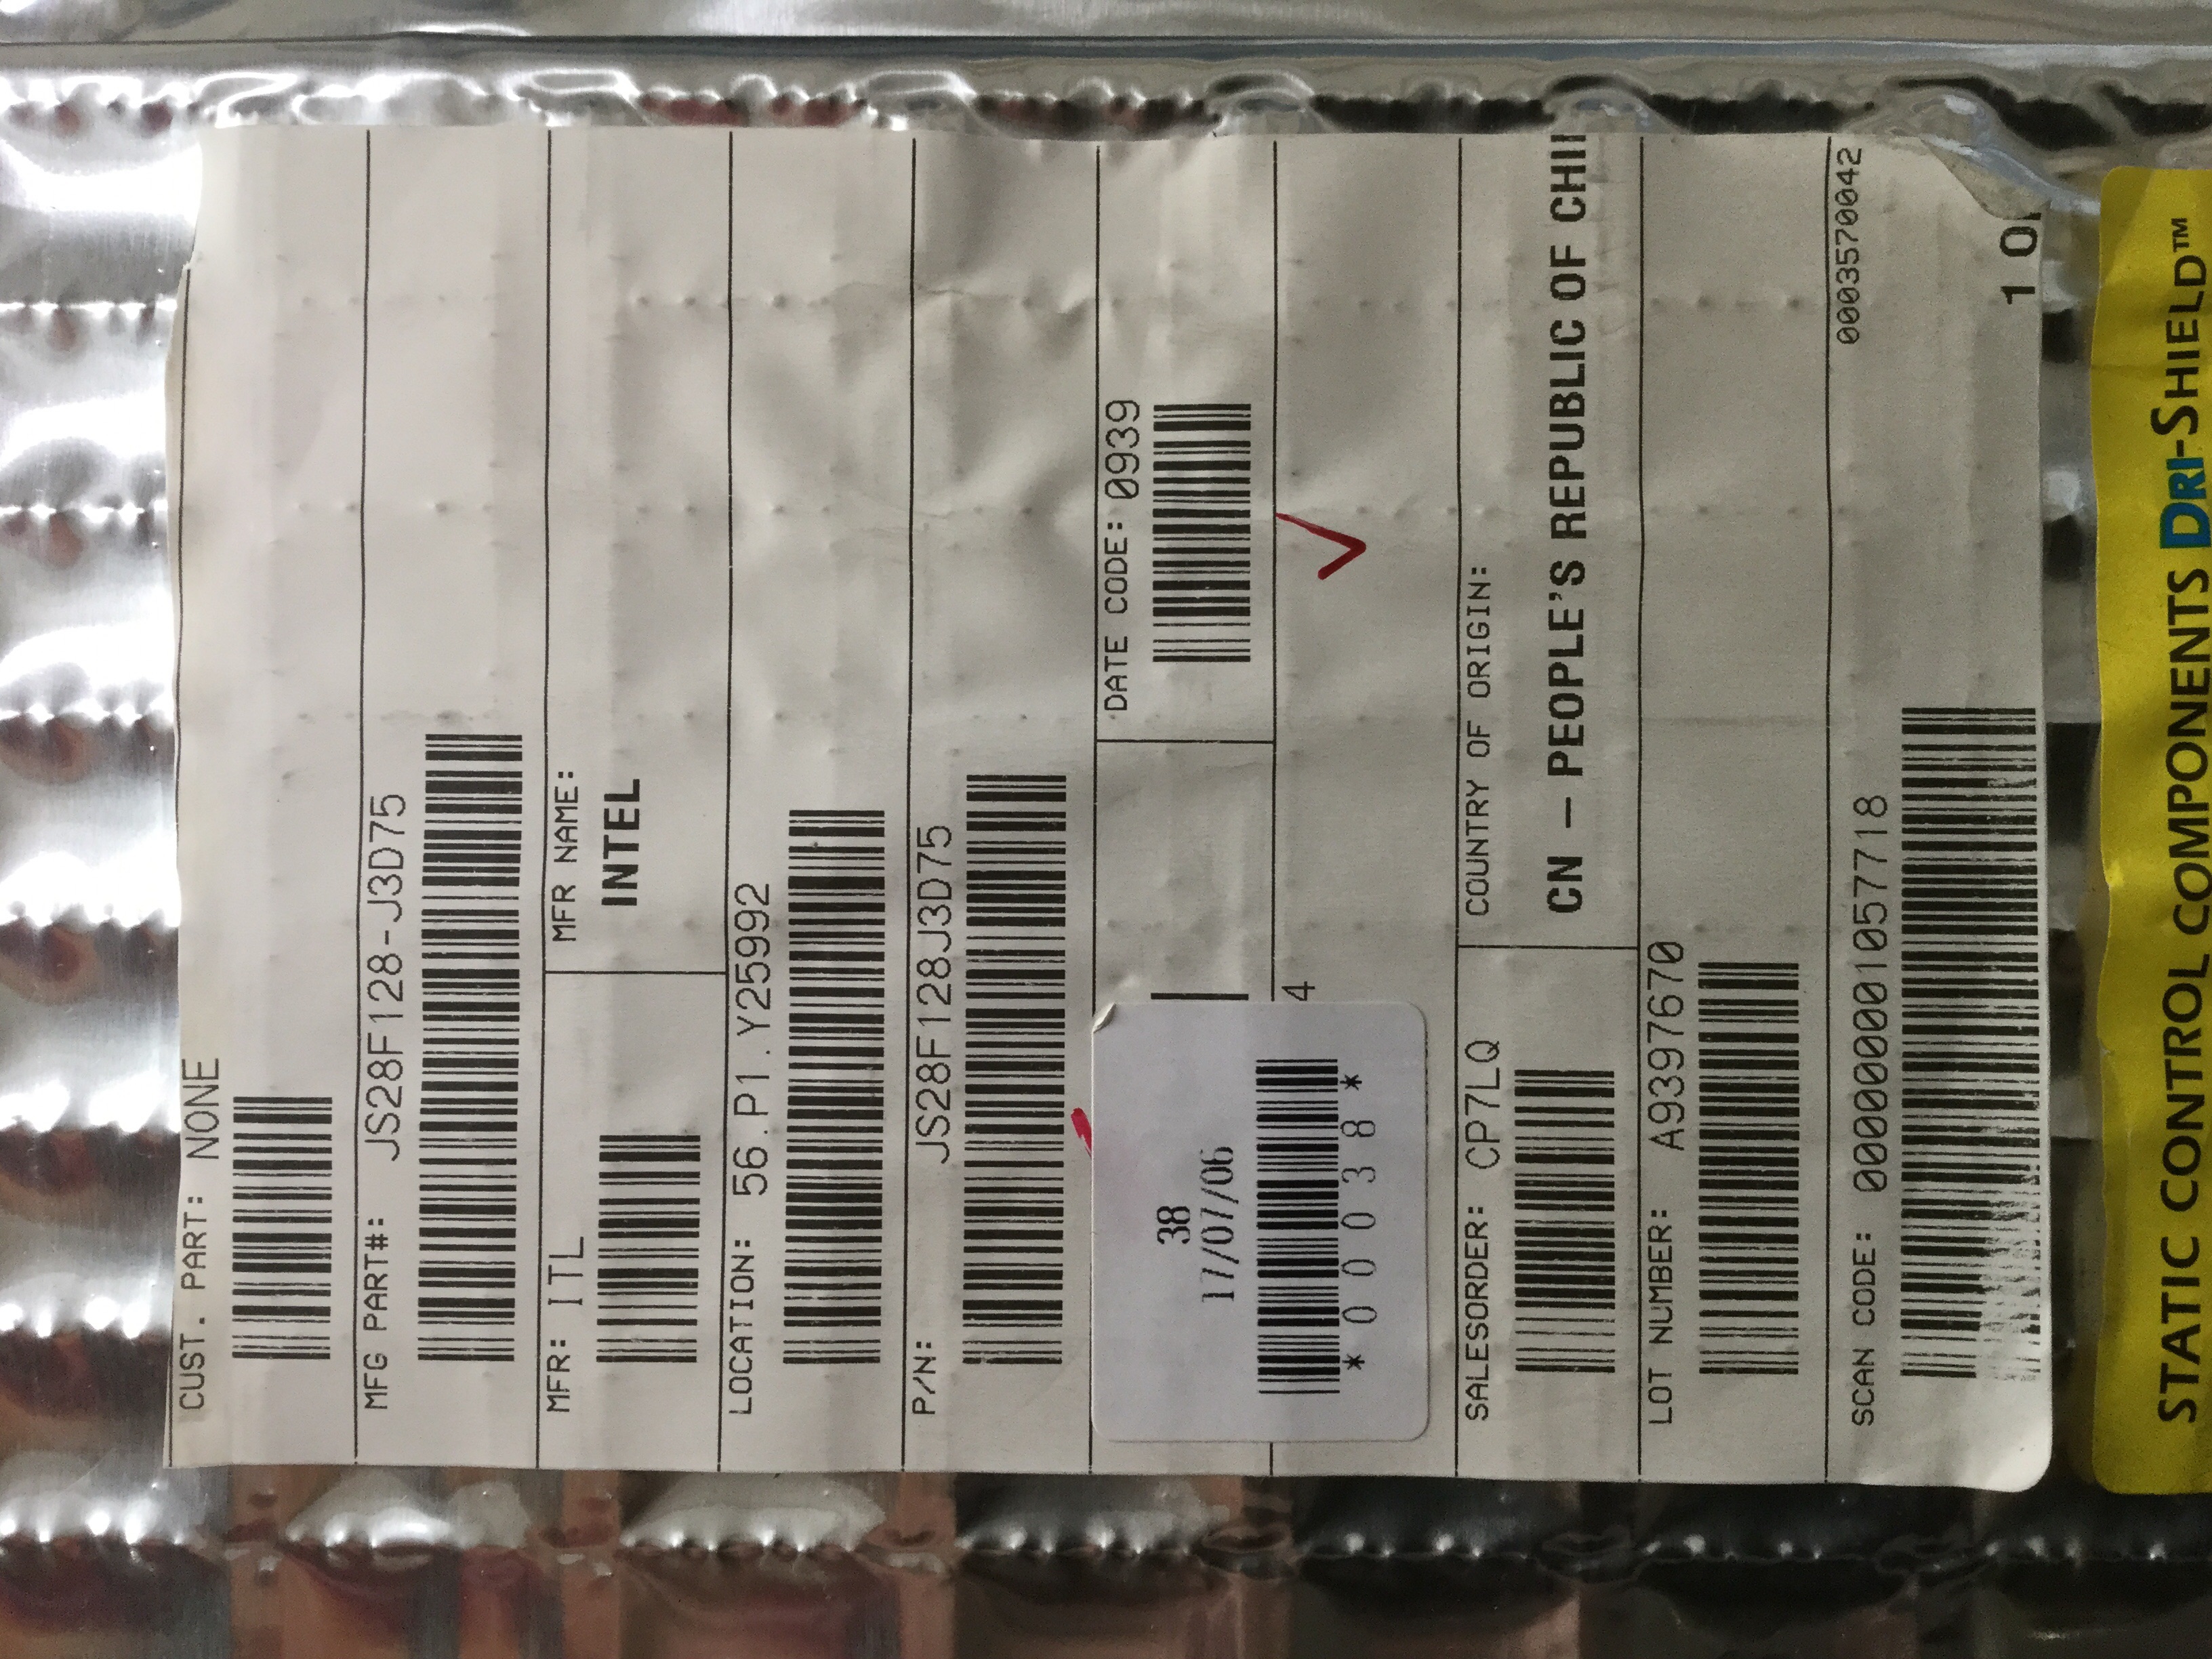 CUST. PART: NONE
MFG PART#: JS28F128-J3D75
MFR: ITL
MFR NAME:
INTEL
LOCATION: 56.P1.Y25992
P/N: JS28F128J3D75
DATE CODE: 0939
38
17/07/06
*00038*
4
SALESORDER: CP7LQ
COUNTRY OF ORIGIN:
CN – PEOPLE'S REPUBLIC OF CHI
LOT NUMBER: A9397670
0003570042
SCAN CODE: 000000001057718
1 O
STATIC CONTROL COMPONENTS DRI-SHIELD™